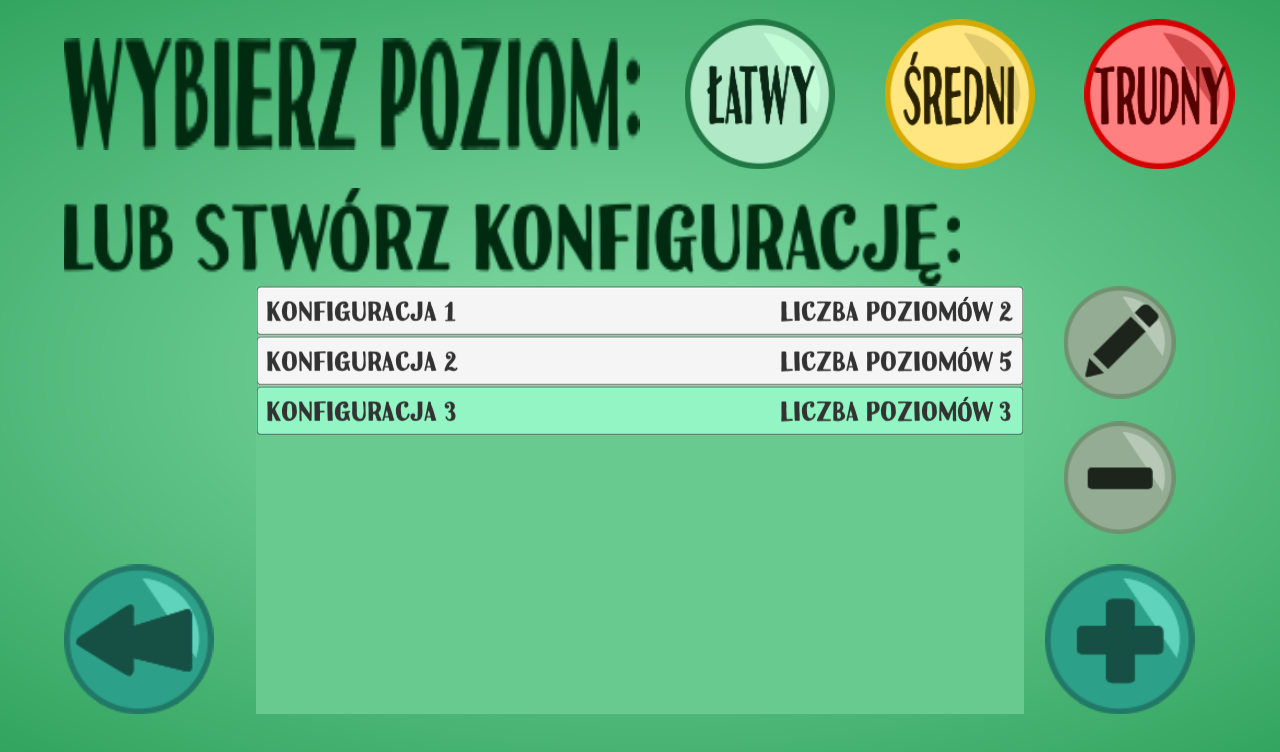 WYBIERZ POZIOM: ŁATWY ŚREDNI TRUDNY
LUB STWÓRZ KONFIGURACJĘ:
KONFIGURACJA 1 LICZBA POZIOMÓW 2
KONFIGURACJA 2 LICZBA POZIOMÓW 5
KONFIGURACJA 3 LICZBA POZIOMÓW 3